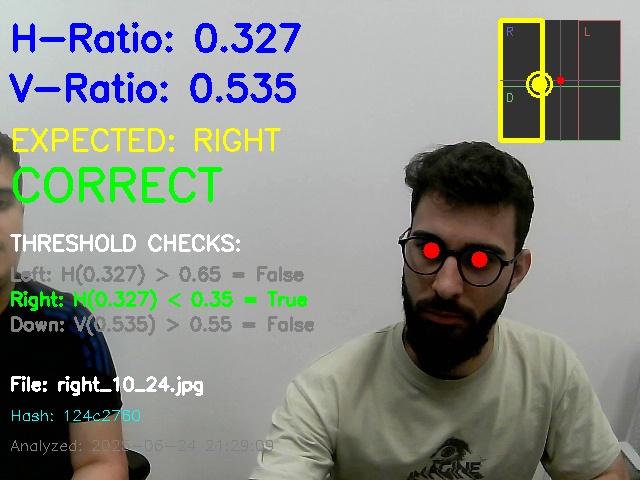 H-Ratio: 0.327
V-Ratio: 0.535
EXPECTED: RIGHT
CORRECT
THRESHOLD CHECKS:
Left: H(0.327) > 0.65 = False
Right: H(0.327) < 0.35 = True
Down: V(0.535) > 0.55 = False
File: right_10_24.jpg
Hash: 124c2760
Analyzed: 2025-06-24 21:29:09
R
L
D
IMAGINE